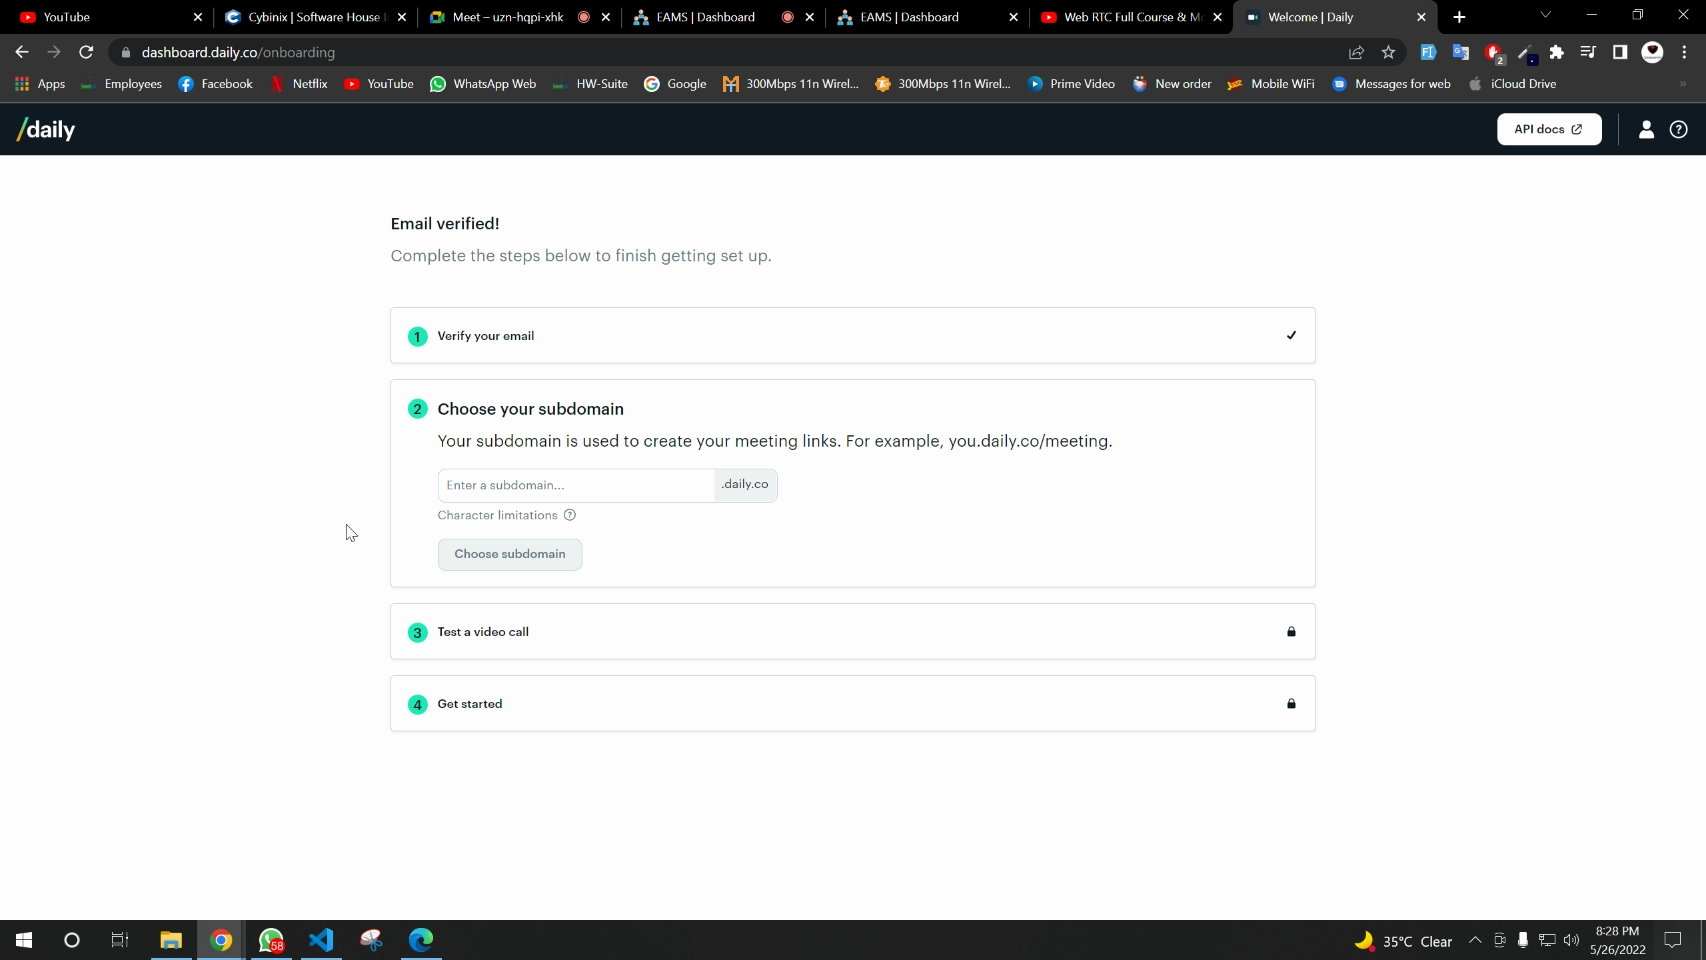 YouTube
Cybinix | Software House
Meet – uzn-hqpi-xhk
EAMS | Dashboard
EAMS | Dashboard
Web RTC Full Course &
Welcome | Daily
dashboard.daily.co/onboarding
2
Apps
Employees
Facebook
Netflix
YouTube
WhatsApp Web
HW-Suite
Google
300Mbps 11n Wirel...
300Mbps 11n Wirel...
Prime Video
New order
Mobile WiFi
Messages for web
iCloud Drive
/daily
API docs
Email verified!
Complete the steps below to finish getting set up.
1 Verify your email
2 Choose your subdomain
Your subdomain is used to create your meeting links. For example, you.daily.co/meeting.
Enter a subdomain... .daily.co
Character limitations
Choose subdomain
3 Test a video call
4 Get started
58
35°C Clear
8:28 PM
5/26/2022